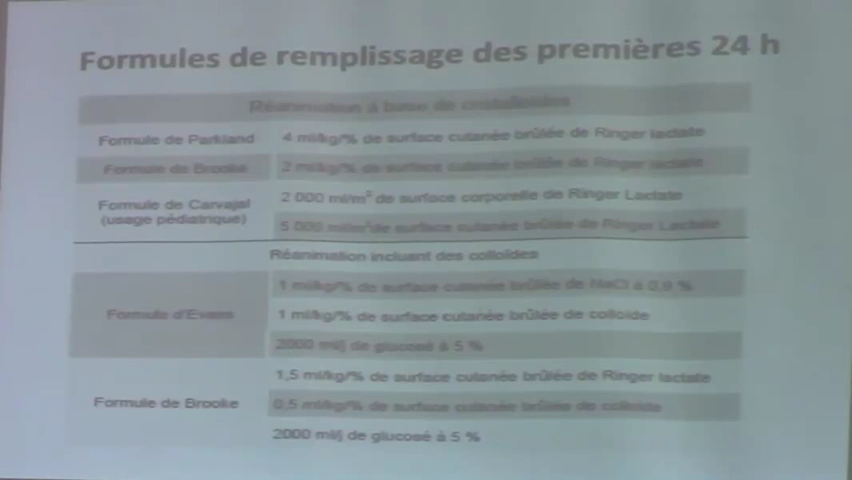 Formules de remplissage des premières 24 h
Réanimation à base de cristalloïdes
Formule de Parkland
4 ml/kg/% de surface cutanée brûlée de Ringer lactate
Formule de Brooke
2 ml/kg/% de surface cutanée brûlée de Ringer lactate
Formule de Carvajal
(usage pédiatrique)
2 000 ml/m² de surface corporelle de Ringer Lactate
5 000 ml/m² de surface cutanée brûlée de Ringer Lactate
Réanimation incluant des colloïdes
Formule d'Evans
1 ml/kg/% de surface cutanée brûlée de NaCl à 0,9 %
1 ml/kg/% de surface cutanée brûlée de colloïde
2000 ml/j de glucosé à 5 %
Formule de Brooke
1,5 ml/kg/% de surface cutanée brûlée de Ringer lactate
0,5 ml/kg/% de surface cutanée brûlée de colloïde
2000 ml/j de glucosé à 5 %